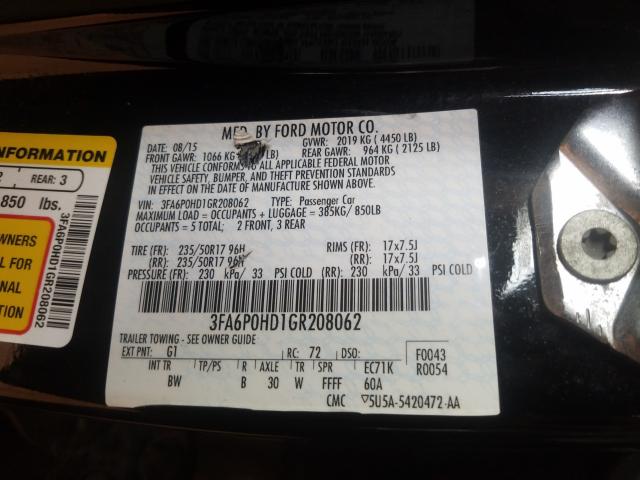 MFD. BY FORD MOTOR CO.
DATE: 08/15 GVWR: 2019 KG (4450 LB)
FRONT GAWR: 1066 KG LB) REAR GAWR: 964 KG (2125 LB)
THIS VEHICLE CONFORMS TO ALL APPLICABLE FEDERAL MOTOR
VEHICLE SAFETY, BUMPER, AND THEFT PREVENTION STANDARDS
IN EFFECT ON THE DATE OF MANUFACTURE SHOWN ABOVE.
VIN: 3FA6P0HD1GR208062 TYPE: Passenger Car
MAXIMUM LOAD = OCCUPANTS + LUGGAGE = 385KG/ 850LB
OCCUPANTS = 5 TOTAL; 2 FRONT, 3 REAR
TIRE (FR): 235/50R17 96H RIMS (FR): 17x7.5J
(RR): 235/50R17 96H (RR): 17x7.5J
PRESSURE (FR): 230 kPa/ 33 PSI COLD (RR): 230 kPa/ 33 PSI COLD
3FA6P0HD1GR208062
TRAILER TOWING - SEE OWNER GUIDE
EXT PNT: G1 RC: 72 DSO: F0043
INT TR TP/PS R AXLE TR SPR EC71K R0054
BW B 30 W FFFF 60A
CMC ▽5U5A-5420472-AA
INFORMATION
REAR: 3
850 lbs.
OWNERS
L FOR
NAL
ATION
3FA6P0HD1GR208062